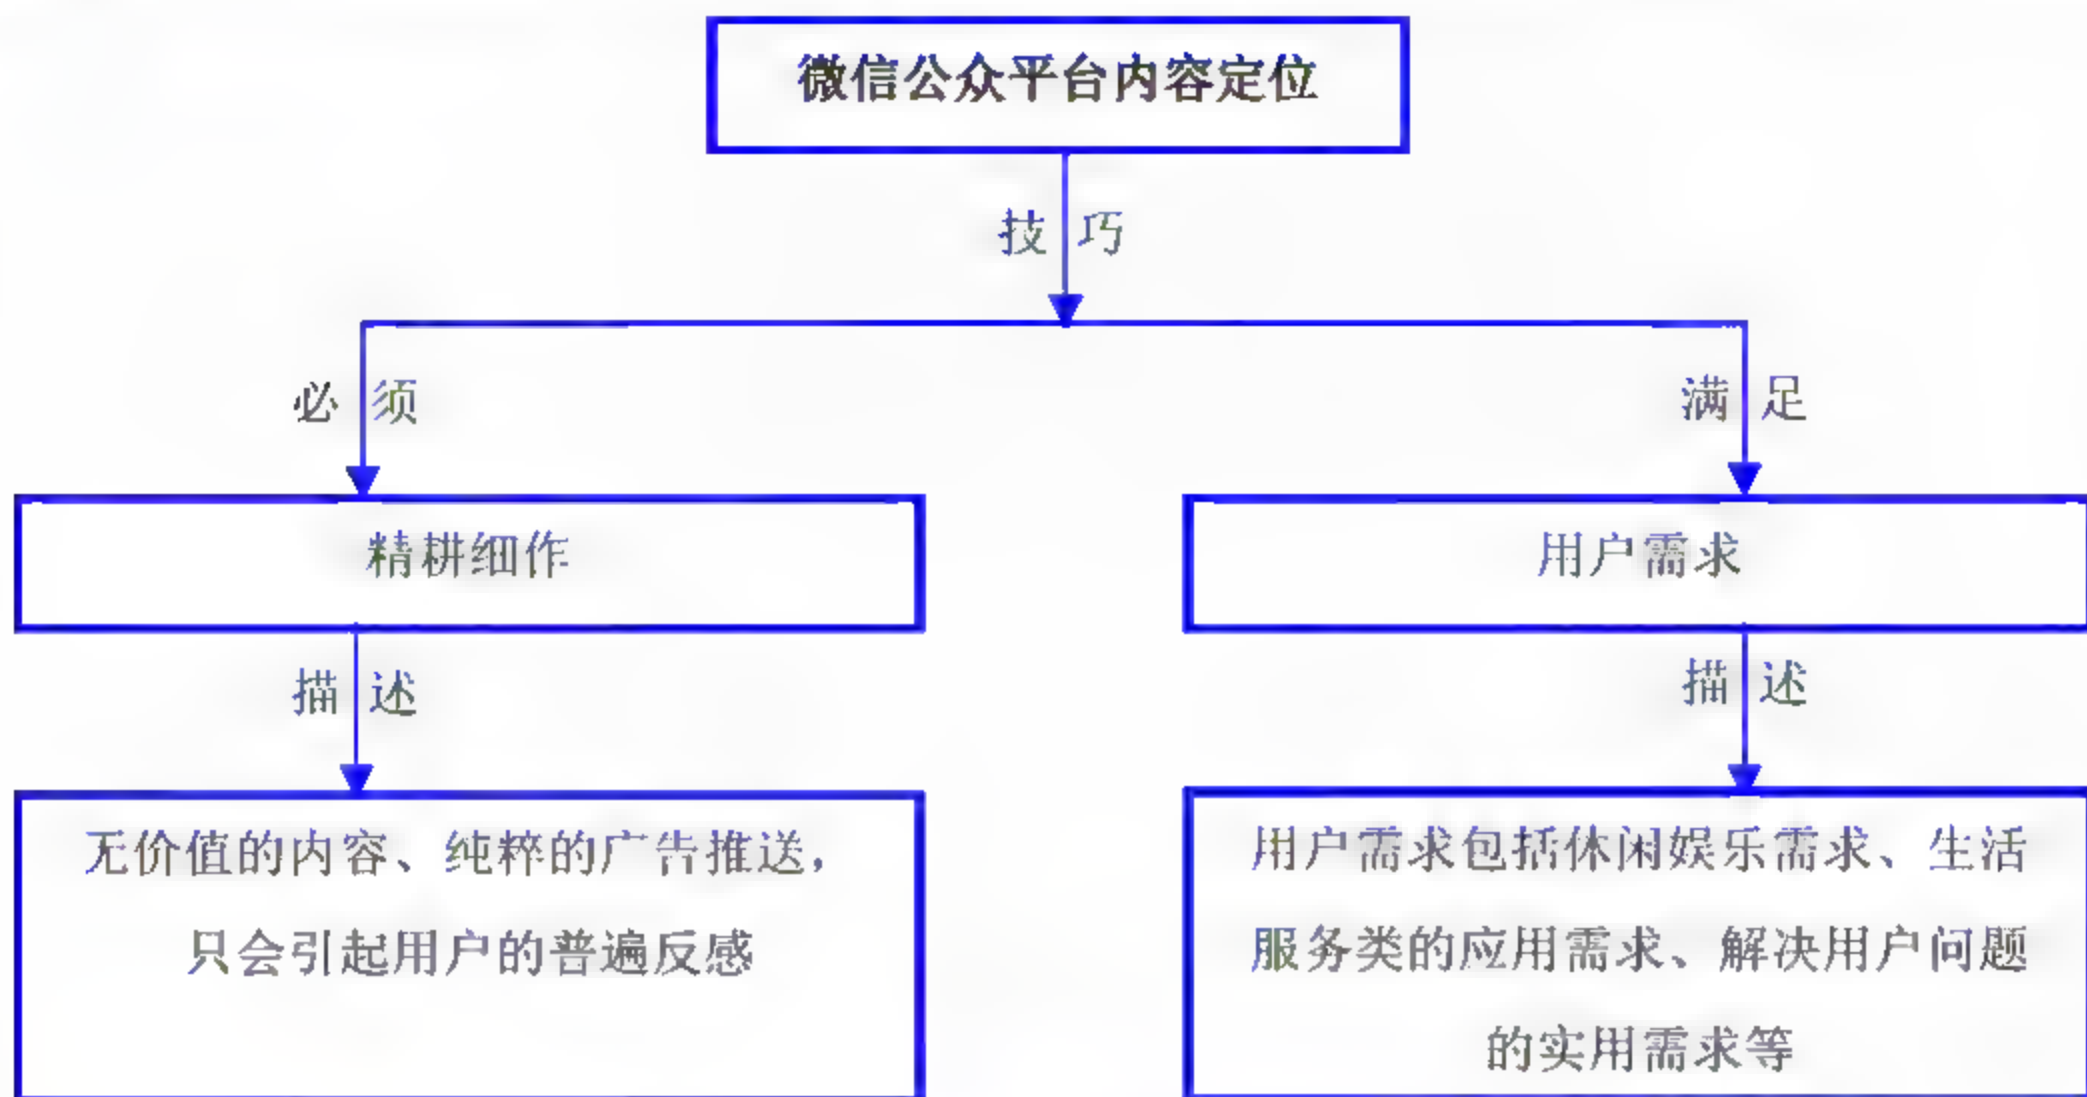 微信公众平台内容定位
技巧
必须
满足
精耕细作
用户需求
描述
描述
无价值的内容、纯粹的广告推送，
只会引起用户的普遍反感
用户需求包括休闲娱乐需求、生活
服务类的应用需求、解决用户问题
的实用需求等